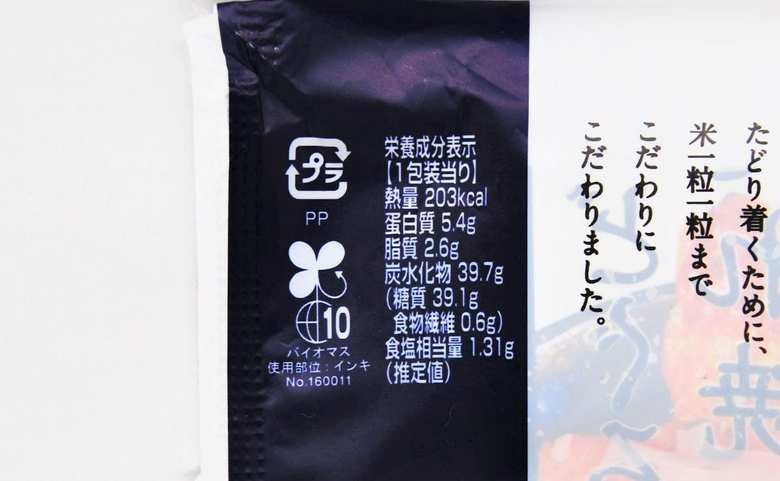 プラ
PP
10
バイオマス
使用部位:インキ
No.160011
栄養成分表示
【1包装当り】
熱量 203kcal
蛋白質 5.4g
脂質 2.6g
炭水化物 39.7g
(糖質 39.1g
食物繊維 0.6g)
食塩相当量 1.31g
(推定値)
たどり着くために、
米一粒一粒まで
こだわりに
こだわりました。